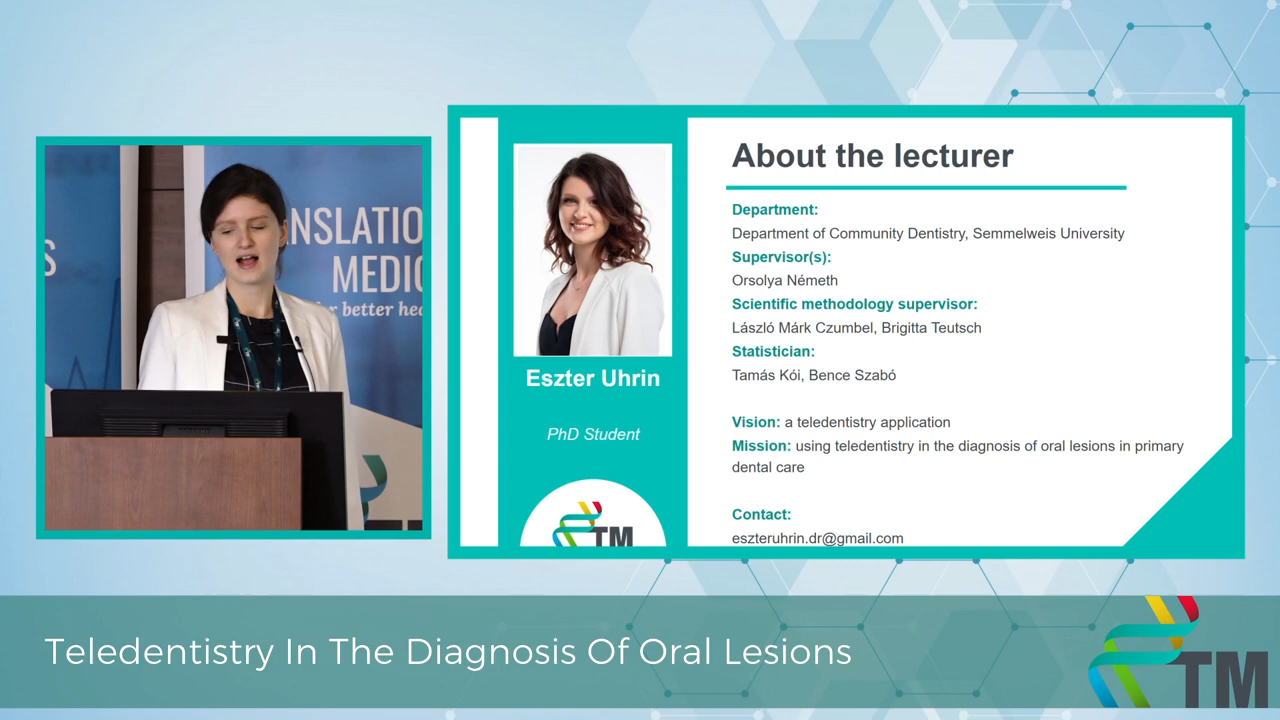 S
NSLATIO
MEDIC
r better hea
About the lecturer
Department:
Department of Community Dentistry, Semmelweis University
Supervisor(s):
Orsolya Németh
Scientific methodology supervisor:
László Márk Czumbel, Brigitta Teutsch
Statistician:
Tamás Kói, Bence Szabó
Vision: a teledentistry application
Mission: using teledentistry in the diagnosis of oral lesions in primary
dental care
Contact:
eszteruhrin.dr@gmail.com
Eszter Uhrin
PhD Student
TM
Teledentistry In The Diagnosis Of Oral Lesions
TM